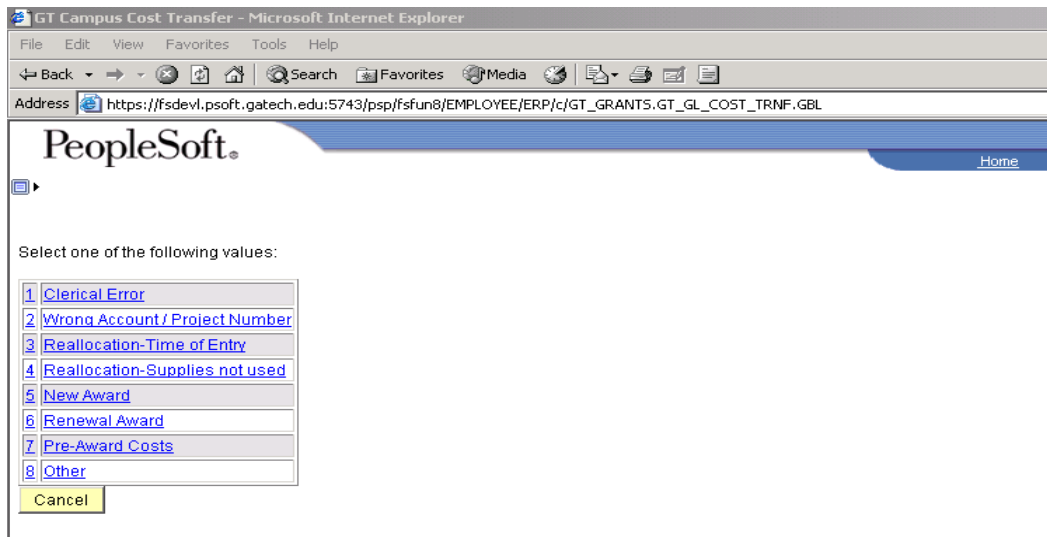 GT Campus Cost Transfer - Microsoft Internet Explorer
File Edit View Favorites Tools Help
Back Search Favorites Media
Address https://fsdevl.psoft.gatech.edu:5743/psp/fsfun8/EMPLOYEE/ERP/c/GT_GRANTS.GT_GL_COST_TRNF.GBL
PeopleSoft®
Home
Select one of the following values:
1 Clerical Error
2 Wrong Account / Project Number
3 Reallocation-Time of Entry
4 Reallocation-Supplies not used
5 New Award
6 Renewal Award
7 Pre-Award Costs
8 Other
Cancel